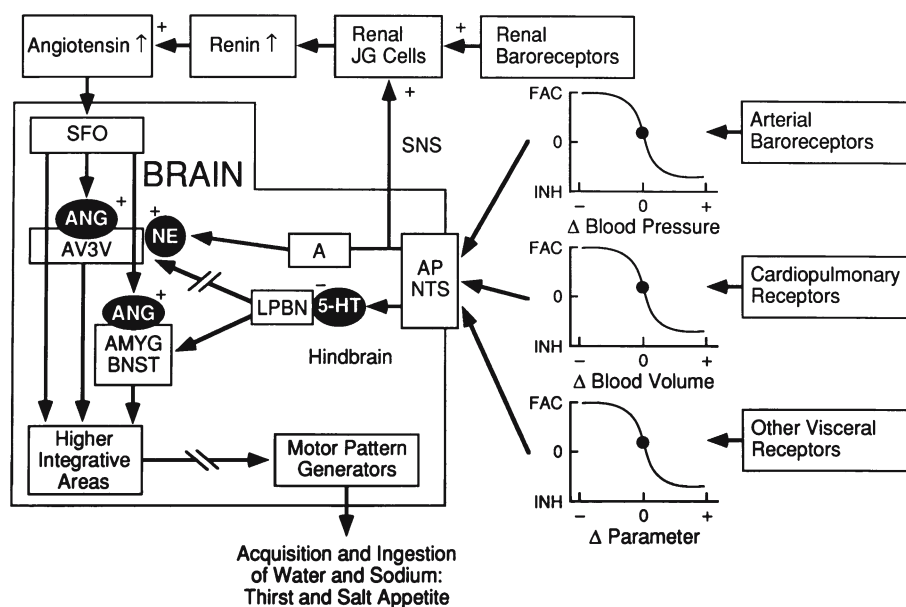 Angiotensin ↑
+
Renin ↑
Renal
JG Cells
+
Renal
Baroreceptors
+
SNS
SFO
BRAIN
ANG
+
AV3V
+
NE
A
AP
NTS
LPBN
–
5-HT
ANG
+
AMYG
BNST
Hindbrain
Higher
Integrative
Areas
Motor Pattern
Generators
Acquisition and Ingestion
of Water and Sodium:
Thirst and Salt Appetite
FAC
0
INH
– 0 +
Δ Blood Pressure
Arterial
Baroreceptors
FAC
0
INH
– 0 +
Δ Blood Volume
Cardiopulmonary
Receptors
FAC
0
INH
– 0 +
Δ Parameter
Other Visceral
Receptors